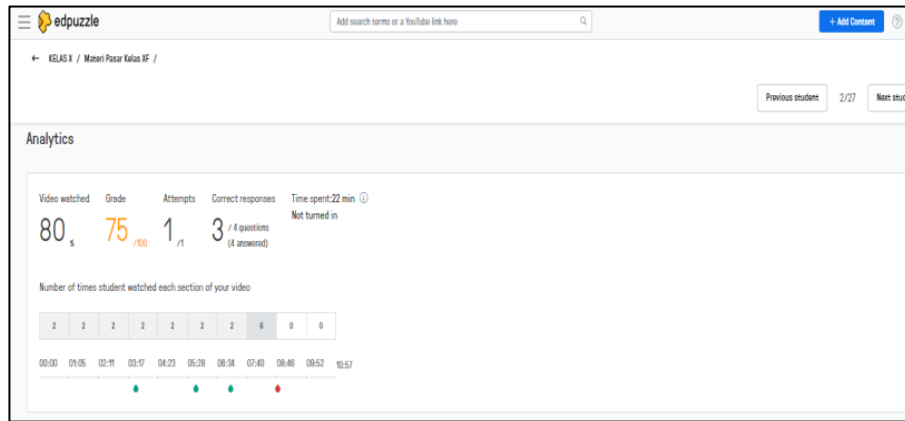 edpuzzle
Add search terms or a YouTube link here
+ Add Content
← KELAS X / Materi Pasar Kelas XF /
Previous student 2/27 Next stud
Analytics
Video watched Grade Attempts Correct responses Time spent:22 min
80 % 75 /100 1 /1 3 / 4 questions (4 answered) Not turned in
Number of times student watched each section of your video
2 2 2 2 2 2 2 6 0 0
00:00 01:05 02:11 03:17 04:23 05:28 06:34 07:40 08:46 09:52 10:57